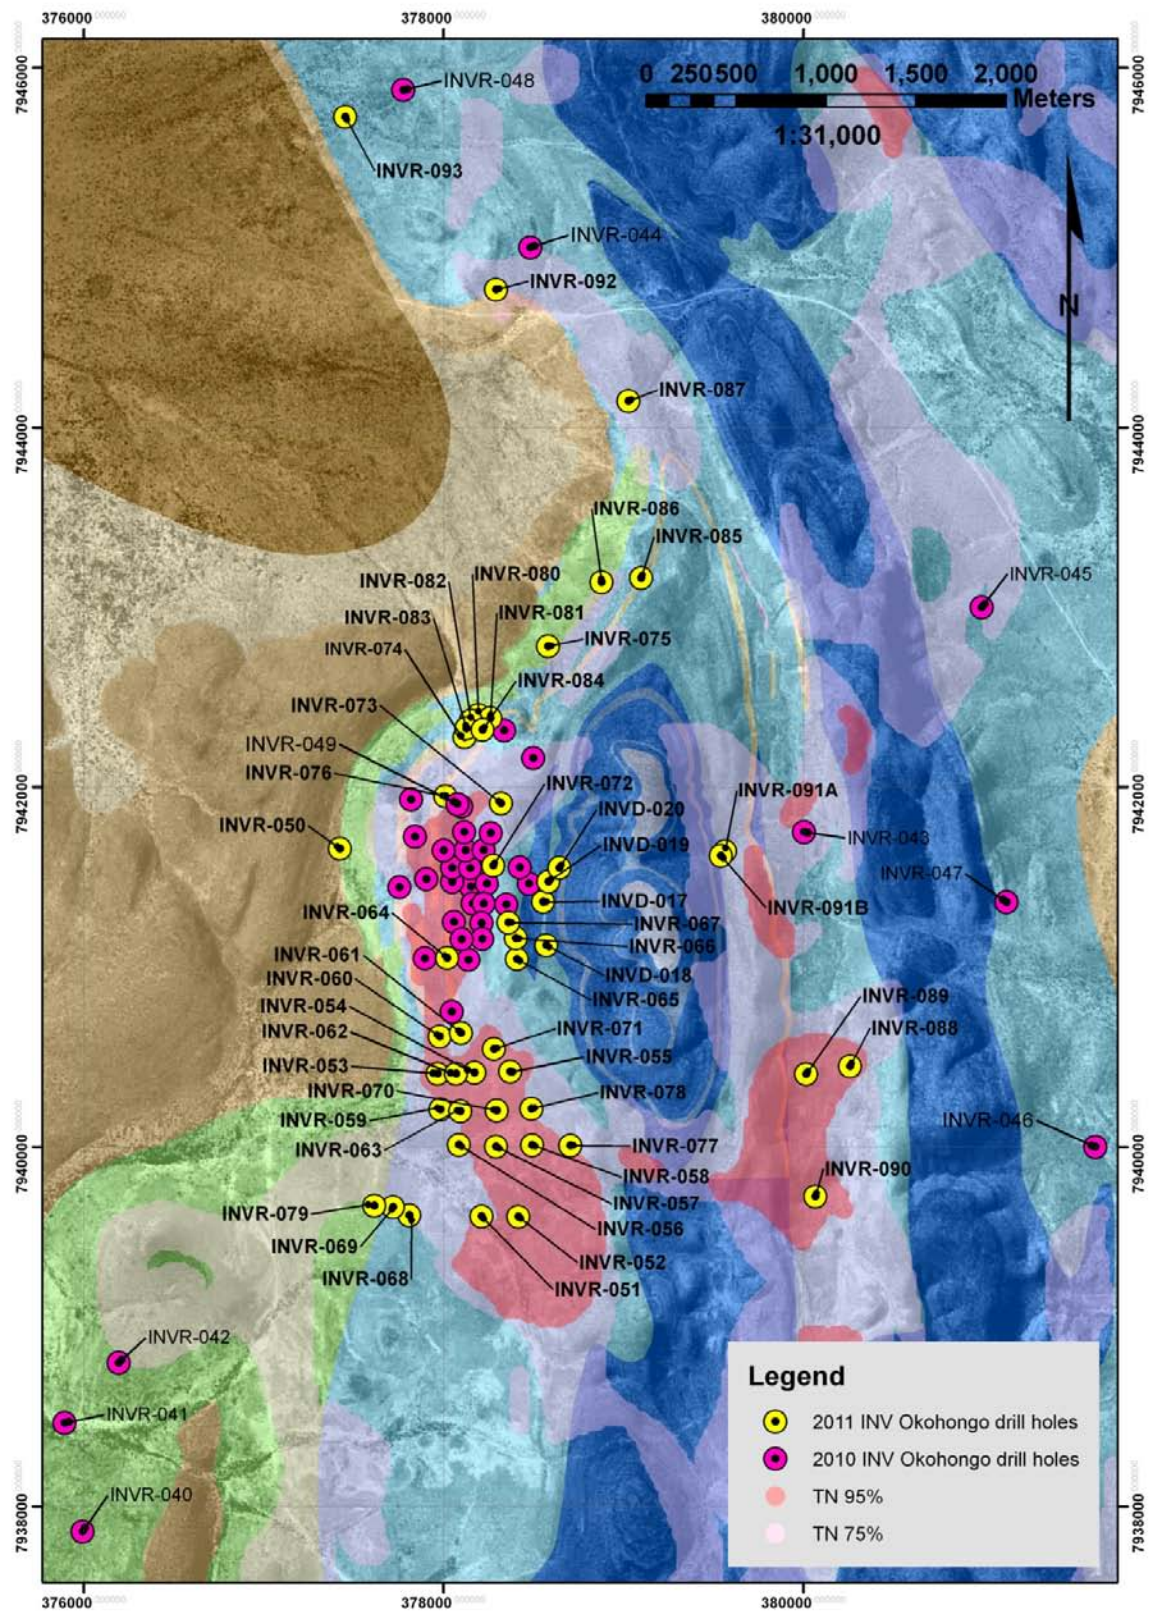 376000 378000 380000
7946000 7946000
0 250 500 1,000 1,500 2,000
Meters
1:31,000
INVR-048
INVR-093
INVR-044
INVR-092
N
INVR-087
7944000 7944000
INVR-086
INVR-085
INVR-080
INVR-082
INVR-045
INVR-081
INVR-083
INVR-075
INVR-074
INVR-084
INVR-073
INVR-049
INVR-076
INVR-072
INVR-091A
7942000 7942000
INVD-020
INVR-050
INVR-043
INVD-019
INVR-047
INVD-017
INVR-091B
INVR-064
INVR-067
INVR-066
INVR-061
INVD-018
INVR-060
INVR-065
INVR-089
INVR-054
INVR-071
INVR-088
INVR-062
INVR-055
INVR-053
INVR-070
INVR-078
INVR-059
INVR-046
INVR-063
INVR-077
7940000 7940000
INVR-090
INVR-058
INVR-057
INVR-079
INVR-056
INVR-069
INVR-052
INVR-068
INVR-051
INVR-042
INVR-041
INVR-040
7938000 7938000
Legend
2011 INV Okohongo drill holes
2010 INV Okohongo drill holes
TN 95%
TN 75%
376000 378000 380000